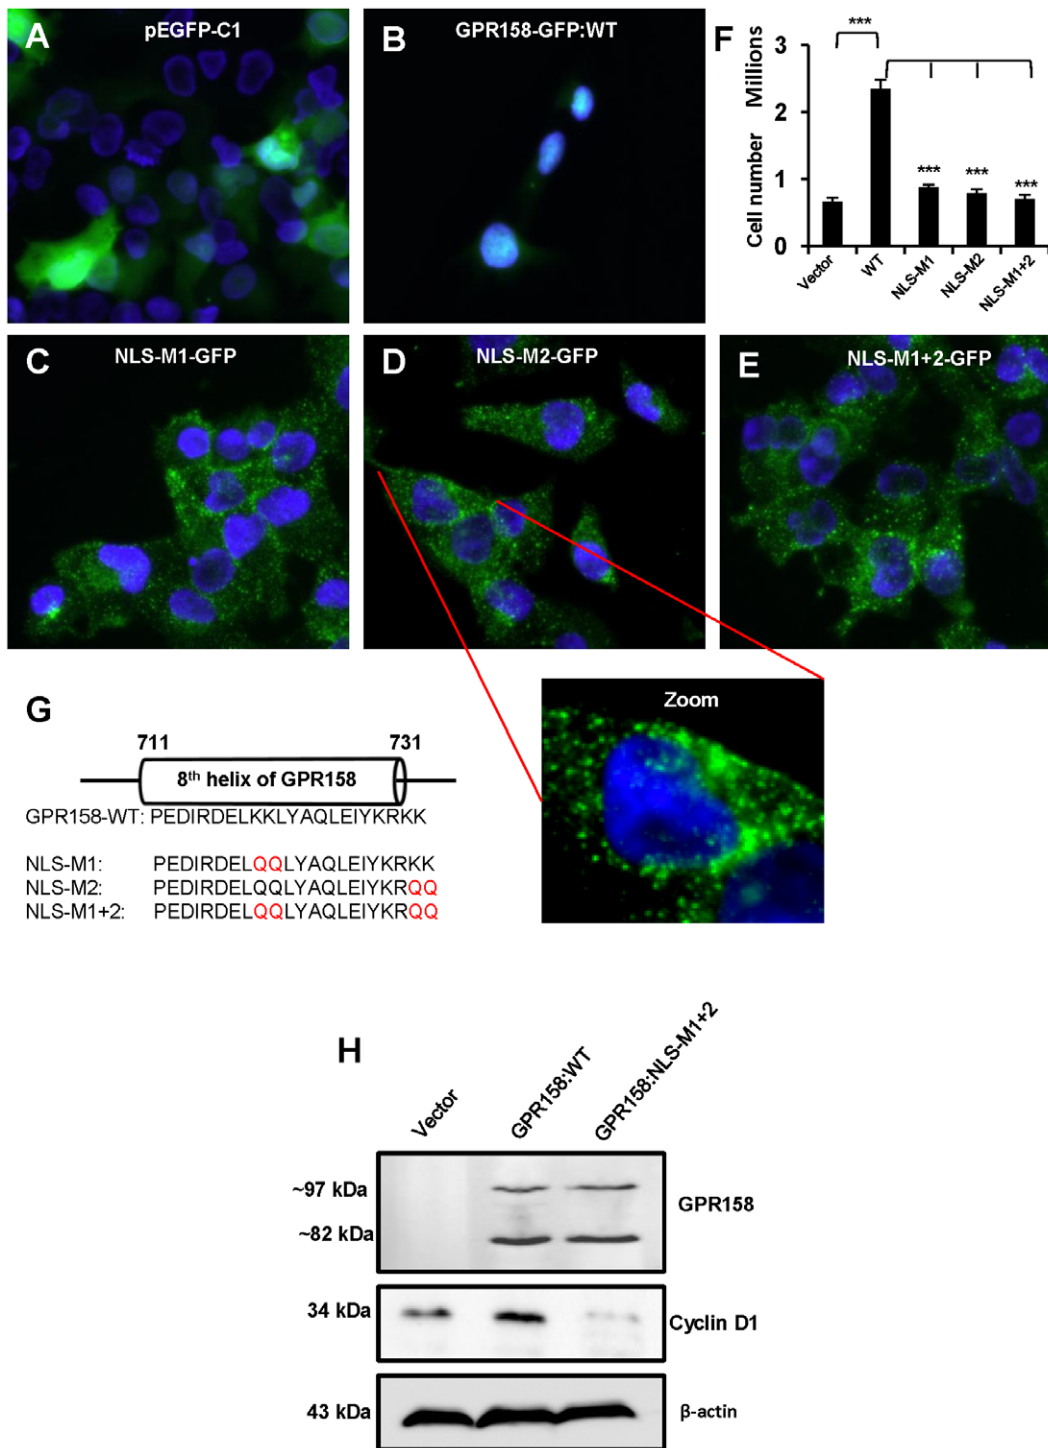 A
pEGFP-C1
B
GPR158-GFP:WT
F
***
Cell number Millions
3
2
1
0
***
***
***
Vector
WT
NLS-M1
NLS-M2
NLS-M1+2
C
NLS-M1-GFP
D
NLS-M2-GFP
E
NLS-M1+2-GFP
Zoom
G
711
731
8th helix of GPR158
GPR158-WT: PEDIRDELKKLYAQLEIYKRKK
NLS-M1: PEDIRDELQQLYAQLEIYKRKK
NLS-M2: PEDIRDELQQLYAQLEIYKRQQ
NLS-M1+2: PEDIRDELQQLYAQLEIYKRQQ
H
Vector
GPR158:WT
GPR158:NLS-M1+2
~97 kDa
~82 kDa
GPR158
34 kDa
Cyclin D1
43 kDa
β-actin